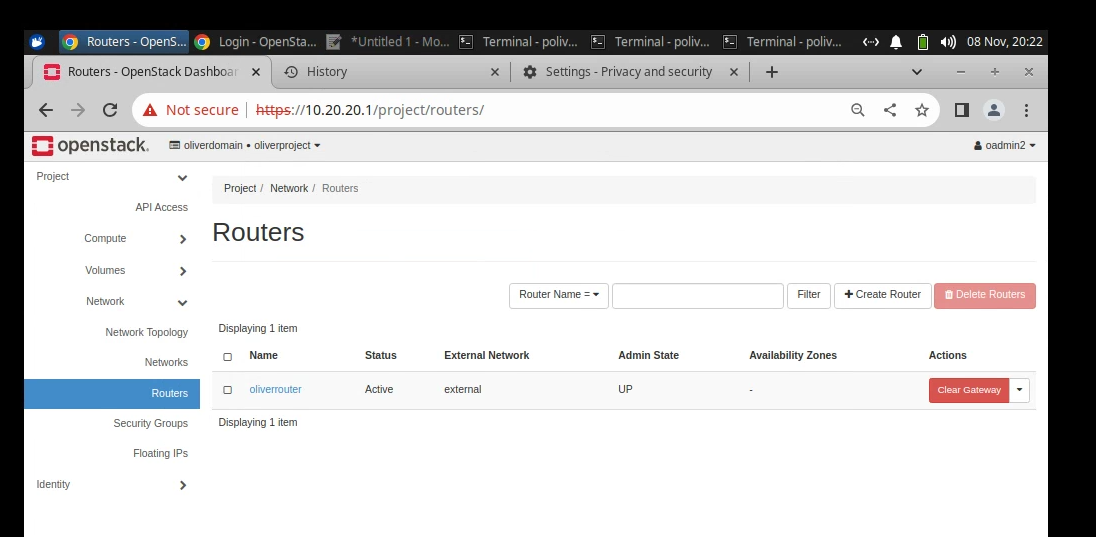 Routers - OpenS... Login - OpenSta... *Untitled 1 - Mo... Terminal - poliv... Terminal - poliv... Terminal - poliv... 08 Nov, 20:22
Routers - OpenStack Dashboar History Settings - Privacy and security
Not secure https://10.20.20.1/project/routers/
openstack. oliverdomain • oliverproject oadmin2
Project
API Access
Compute
Volumes
Network
Network Topology
Networks
Routers
Security Groups
Floating IPs
Identity
Project / Network / Routers
Routers
Router Name = Filter Create Router Delete Routers
Displaying 1 item
Name Status External Network Admin State Availability Zones Actions
oliverrouter Active external UP - Clear Gateway
Displaying 1 item